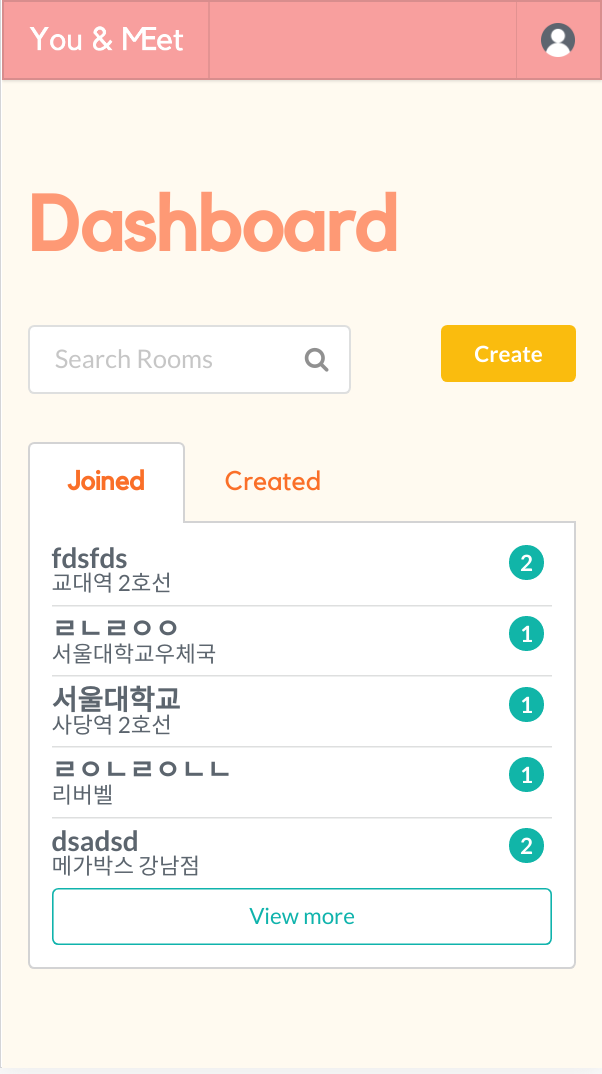 You & MEet
Dashboard
Search Rooms
Create
Joined
Created
fdsfds
2
교대역 2호선
ㄹㄴㄹㅇㅇ
1
서울대학교우체국
서울대학교
1
사당역 2호선
ㄹㅇㄴㄹㅇㄴㄴ
1
리버벨
dsadsd
2
메가박스 강남점
View more